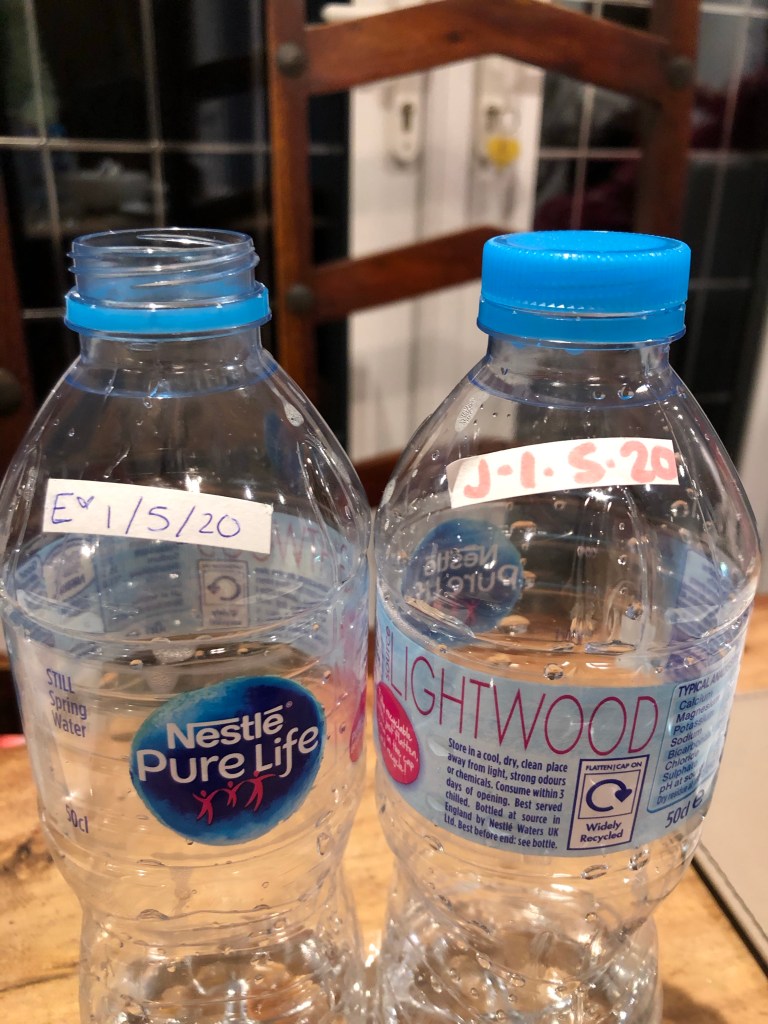 E♥ 1/5/20
STILL
Spring
Water
Nestlé®
PURE LIFE
50cl
J-1.5.20
Nestlé
LIGHTWOOD
Store in a cool, dry, clean place
away from light, strong odours
or chemicals. Consume within 3
days of opening. Best served
chilled. Bottled at source in
England by Nestlé Waters UK
Ltd. Best before end: see bottle.
FLATTEN | CAP ON
Widely
Recycled
TYPICAL
50cl e